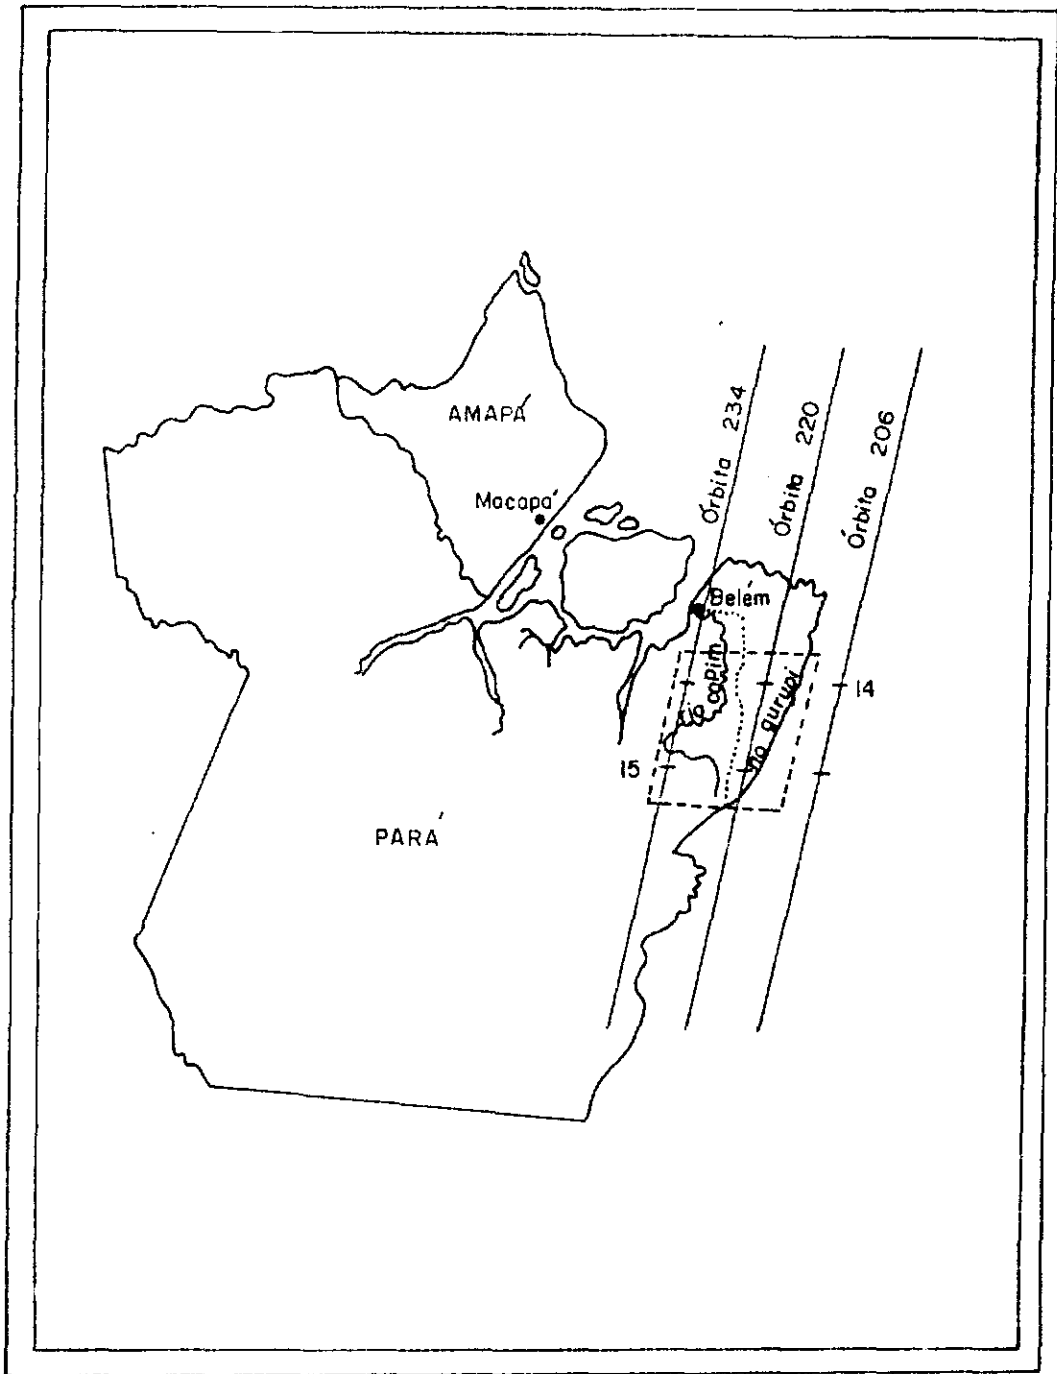 AMAPÁ
Macapá
Órbita 234
Órbita 220
Órbita 206
Belém
rio capim
rio gurupi
14
15
PARÁ